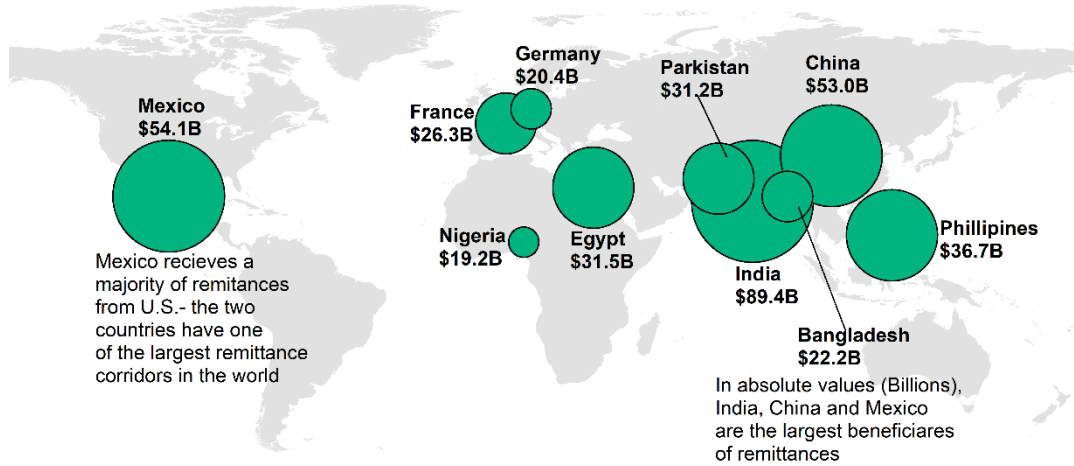 Germany
$20.4B
Parkistan
$31.2B
China
$53.0B
Mexico
$54.1B
France
$26.3B
Nigeria
$19.2B
Egypt
$31.5B
Phillipines
$36.7B
India
$89.4B
Mexico recieves a
majority of remitances
from U.S.- the two
countries have one
of the largest remittance
corridors in the world
Bangladesh
$22.2B
In absolute values (Billions),
India, China and Mexico
are the largest beneficiares
of remittances